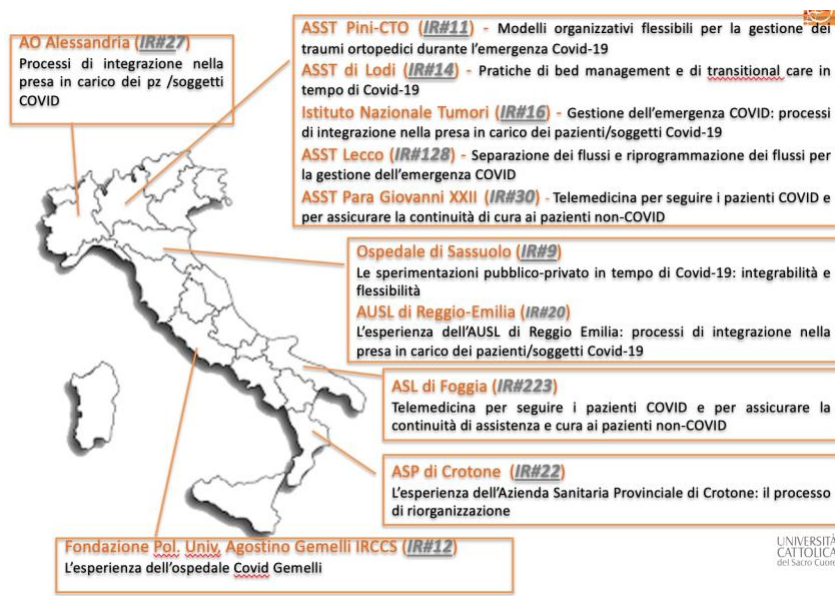 AO Alessandria (IR#27)
Processi di integrazione nella
presa in carico dei pz /soggetti
COVID
ASST Pini-CTO (IR#11) - Modelli organizzativi flessibili per la gestione dei
traumi ortopedici durante l'emergenza Covid-19
ASST di Lodi (IR#14) - Pratiche di bed management e di transitional care in
tempo di Covid-19
Istituto Nazionale Tumori (IR#16) - Gestione dell'emergenza COVID: processi
di integrazione nella presa in carico dei pazienti/soggetti Covid-19
ASST Lecco (IR#128) - Separazione dei flussi e riprogrammazione dei flussi per
la gestione dell'emergenza COVID
ASST Para Giovanni XXII (IR#30) - Telemedicina per seguire i pazienti COVID e
per assicurare la continuità di cura ai pazienti non-COVID
Ospedale di Sassuolo (IR#9)
Le sperimentazioni pubblico-privato in tempo di Covid-19: integrabilità e
flessibilità
AUSL di Reggio-Emilia (IR#20)
L'esperienza dell'AUSL di Reggio Emilia: processi di integrazione nella
presa in carico dei pazienti/soggetti Covid-19
ASL di Foggia (IR#223)
Telemedicina per seguire i pazienti COVID e per assicurare la
continuità di assistenza e cura ai pazienti non-COVID
ASP di Crotone (IR#22)
L'esperienza dell'Azienda Sanitaria Provinciale di Crotone: il processo
di riorganizzazione
Fondazione Pol. Univ, Agostino Gemelli IRCCS (IR#12)
L'esperienza dell'ospedale Covid Gemelli
UNIVERSITÀ
CATTOLICA
del Sacro Cuore